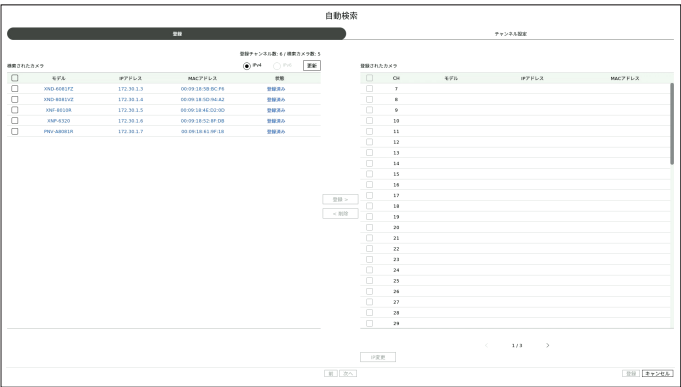 自動検索
登録
チャンネル設定
登録チャンネル数: 6 / 検索カメラ数: 5
検索されたカメラ
IPv4
IPv6
更新
モデル IPアドレス MACアドレス 状態
XND-6081FZ 172.30.1.3 00:09:18:5B:BC:F6 登録済み
XND-8081VZ 172.30.1.4 00:09:18:5D:94:A2 登録済み
XNF-8010R 172.30.1.5 00:09:18:4E:D2:0D 登録済み
XNP-6320 172.30.1.6 00:09:18:52:8F:DB 登録済み
PNV-A9081R 172.30.1.7 00:09:18:61:9F:18 登録済み
登録 >
< 削除
登録されたカメラ
CH モデル IPアドレス MACアドレス
7
8
9
10
11
12
13
14
15
16
17
18
19
20
21
22
23
24
25
26
27
28
29
< 1 / 3 >
IP変更
前 次へ
登録 キャンセル